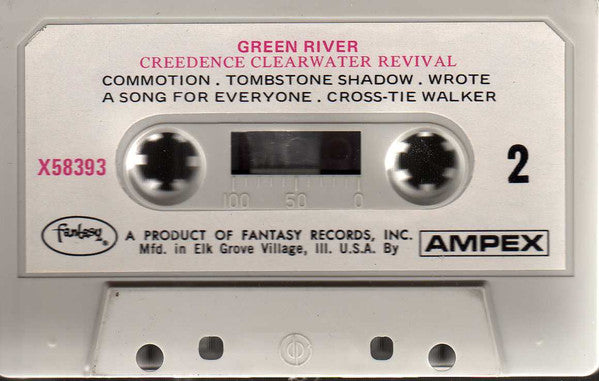 GREEN RIVER
CREEDENCE CLEARWATER REVIVAL
COMMOTION . TOMBSTONE SHADOW . WROTE
A SONG FOR EVERYONE . CROSS-TIE WALKER
X58393
2
100 50 0
fantasy ®
A PRODUCT OF FANTASY RECORDS, INC.
Mfd. in Elk Grove Village, Ill. U.S.A. By
AMPEX